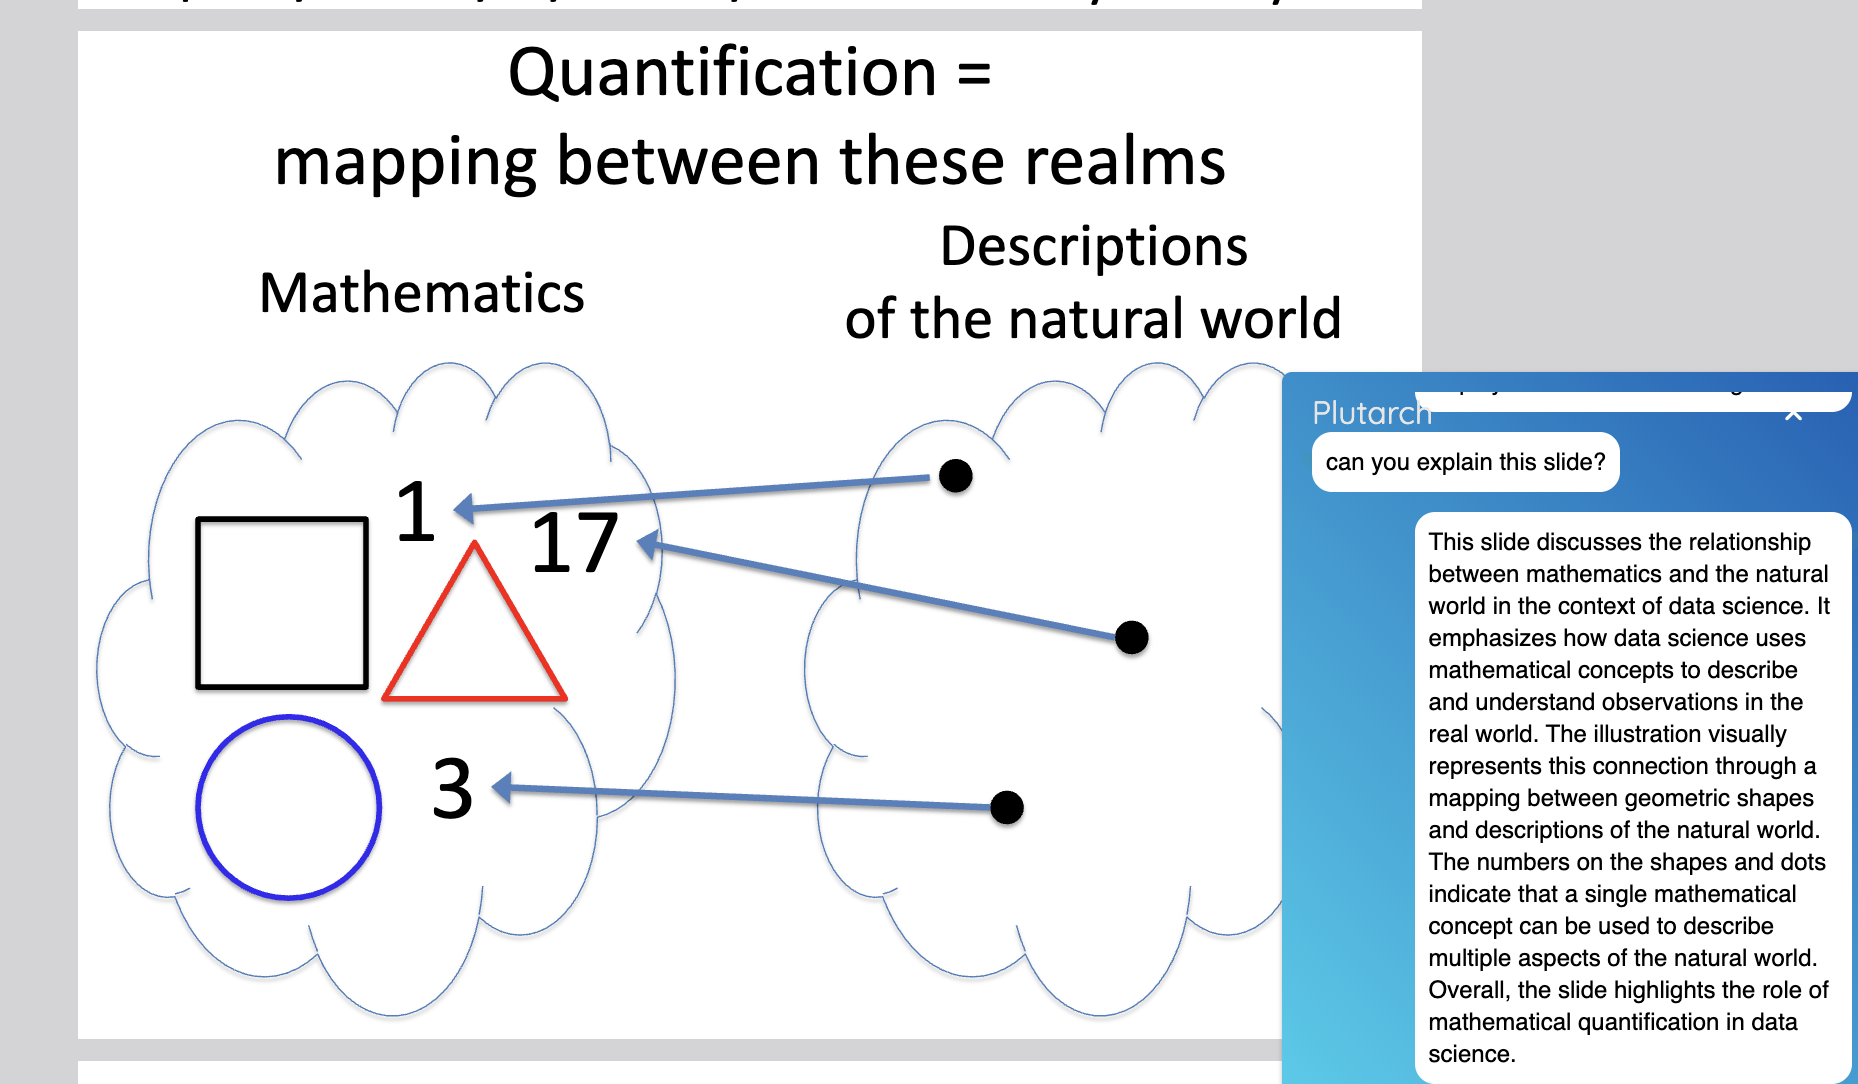 Quantification =
mapping between these realms
Mathematics
Descriptions
of the natural world
1
17
3
Plutarch
can you explain this slide?
This slide discusses the relationship
between mathematics and the natural
world in the context of data science. It
emphasizes how data science uses
mathematical concepts to describe
and understand observations in the
real world. The illustration visually
represents this connection through a
mapping between geometric shapes
and descriptions of the natural world.
The numbers on the shapes and dots
indicate that a single mathematical
concept can be used to describe
multiple aspects of the natural world.
Overall, the slide highlights the role of
mathematical quantification in data
science.